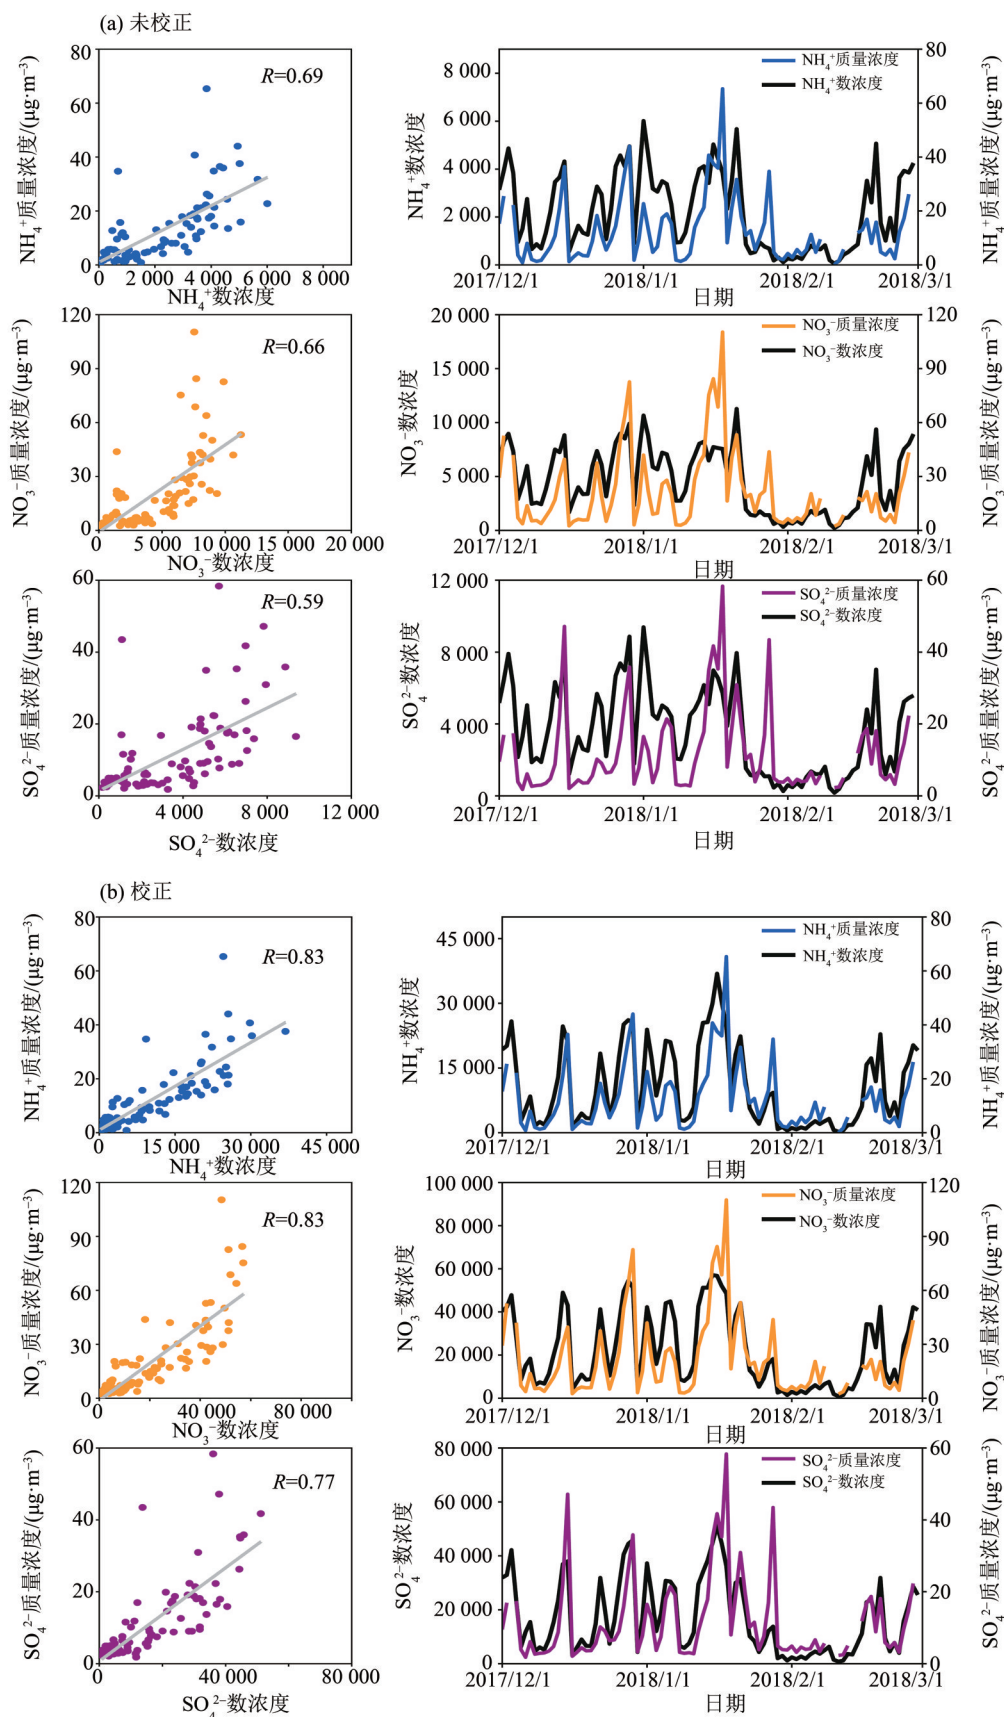 (a) 未校正
NH₄⁺质量浓度/(μg·m⁻³)
80
60
40
20
0
R=0.69
0
2 000
4 000
6 000
8 000
NH₄⁺数浓度
NH₄⁺数浓度
8 000
6 000
4 000
2 000
0
NH₄⁺质量浓度
NH₄⁺数浓度
80
60
40
20
0
NH₄⁺质量浓度/(μg·m⁻³)
2017/12/1
2018/1/1
2018/2/1
2018/3/1
日期
NO₃⁻质量浓度/(μg·m⁻³)
120
90
60
30
0
R=0.66
0
5 000
10 000
15 000
20 000
NO₃⁻数浓度
NO₃⁻数浓度
20 000
15 000
10 000
5 000
0
NO₃⁻质量浓度
NO₃⁻数浓度
120
90
60
30
0
NO₃⁻质量浓度/(μg·m⁻³)
2017/12/1
2018/1/1
2018/2/1
2018/3/1
日期
SO₄²⁻质量浓度/(μg·m⁻³)
60
40
20
0
R=0.59
0
4 000
8 000
12 000
SO₄²⁻数浓度
SO₄²⁻数浓度
12 000
8 000
4 000
0
SO₄²⁻质量浓度
SO₄²⁻数浓度
60
40
20
0
SO₄²⁻质量浓度/(μg·m⁻³)
2017/12/1
2018/1/1
2018/2/1
2018/3/1
日期
(b) 校正
NH₄⁺质量浓度/(μg·m⁻³)
80
60
40
20
0
R=0.83
0
15 000
30 000
45 000
NH₄⁺数浓度
NH₄⁺数浓度
45 000
30 000
15 000
0
NH₄⁺质量浓度
NH₄⁺数浓度
80
60
40
20
0
NH₄⁺质量浓度/(μg·m⁻³)
2017/12/1
2018/1/1
2018/2/1
2018/3/1
日期
NO₃⁻质量浓度/(μg·m⁻³)
120
90
60
30
0
R=0.83
0
40 000
80 000
NO₃⁻数浓度
NO₃⁻数浓度
100 000
80 000
60 000
40 000
20 000
0
NO₃⁻质量浓度
NO₃⁻数浓度
120
90
60
30
0
NO₃⁻质量浓度/(μg·m⁻³)
2017/12/1
2018/1/1
2018/2/1
2018/3/1
日期
SO₄²⁻质量浓度/(μg·m⁻³)
60
40
20
0
R=0.77
0
40 000
80 000
SO₄²⁻数浓度
SO₄²⁻数浓度
80 000
60 000
40 000
20 000
0
SO₄²⁻质量浓度
SO₄²⁻数浓度
60
40
20
0
SO₄²⁻质量浓度/(μg·m⁻³)
2017/12/1
2018/1/1
2018/2/1
2018/3/1
日期